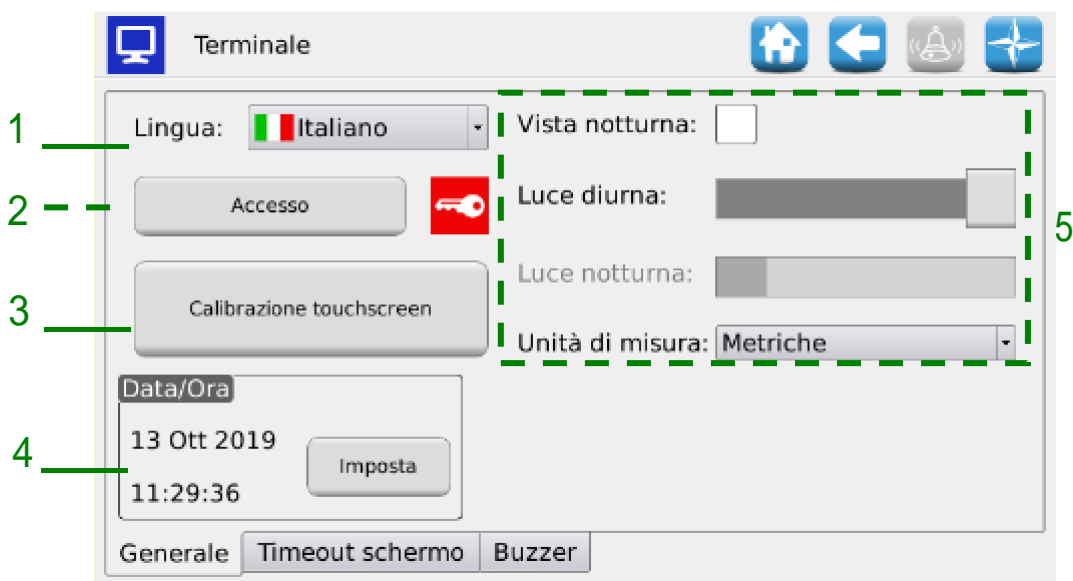 Terminale
1
Lingua:
Italiano
2
Accesso
3
Calibrazione touchscreen
4
Data/Ora
13 Ott 2019
11:29:36
Imposta
Vista notturna:
Luce diurna:
5
Luce notturna:
Unità di misura:
Metriche
Generale
Timeout schermo
Buzzer